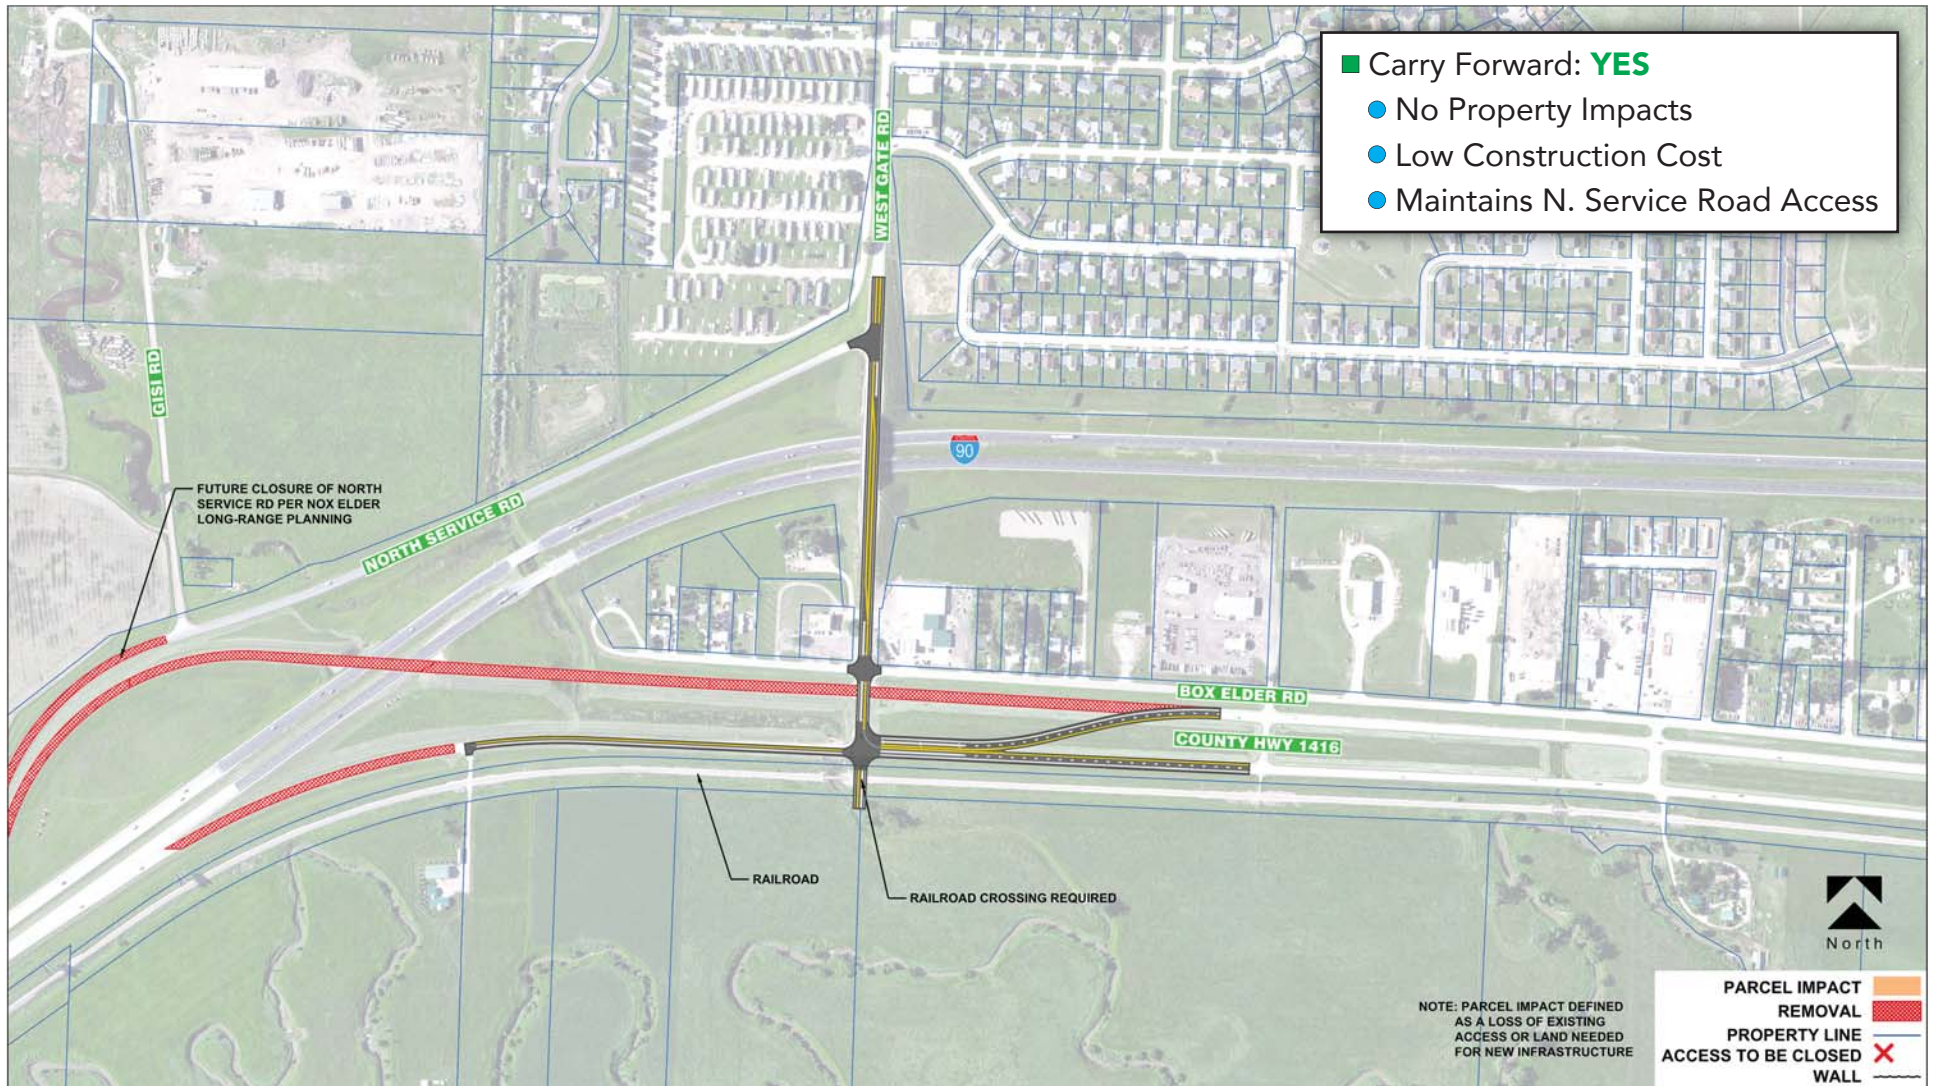 Carry Forward: YES
No Property Impacts
Low Construction Cost
Maintains N. Service Road Access
WEST GATE RD
GISI RD
90
FUTURE CLOSURE OF NORTH
SERVICE RD PER NOX ELDER
LONG-RANGE PLANNING
NORTH SERVICE RD
BOX ELDER RD
COUNTY HWY 1416
RAILROAD
RAILROAD CROSSING REQUIRED
North
NOTE: PARCEL IMPACT DEFINED
AS A LOSS OF EXISTING
ACCESS OR LAND NEEDED
FOR NEW INFRASTRUCTURE
PARCEL IMPACT
REMOVAL
PROPERTY LINE
ACCESS TO BE CLOSED
WALL